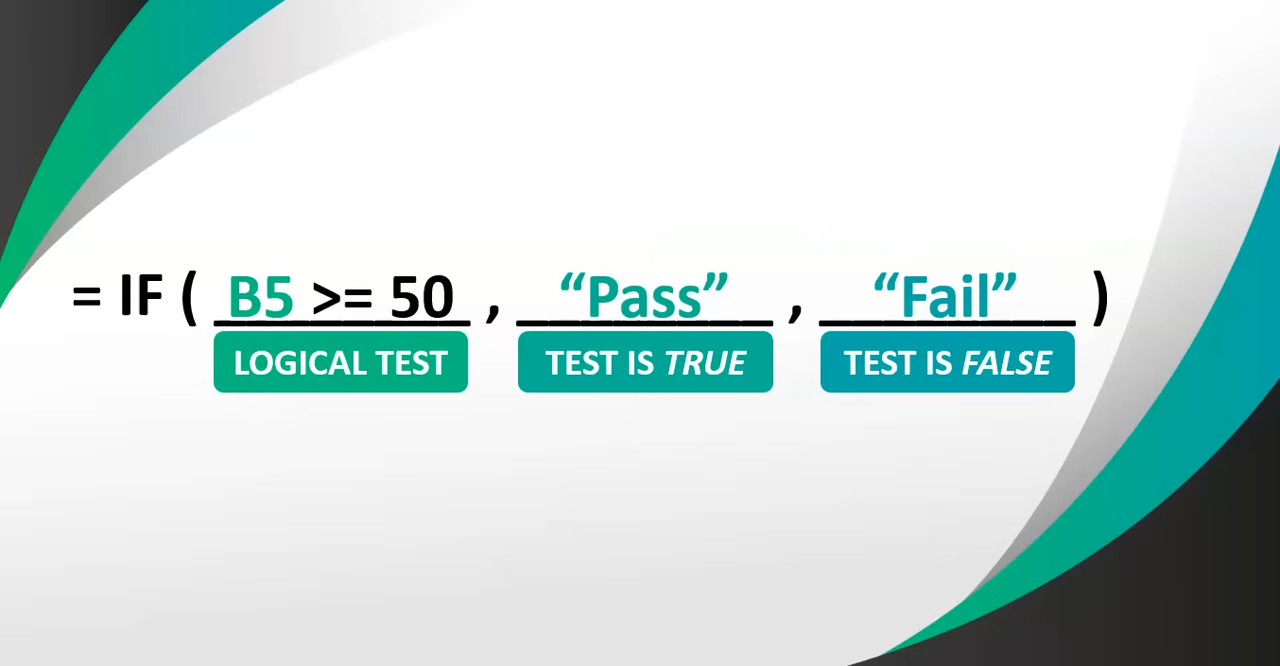 = IF ( B5 >= 50 , “Pass” , “Fail” )
LOGICAL TEST TEST IS TRUE TEST IS FALSE